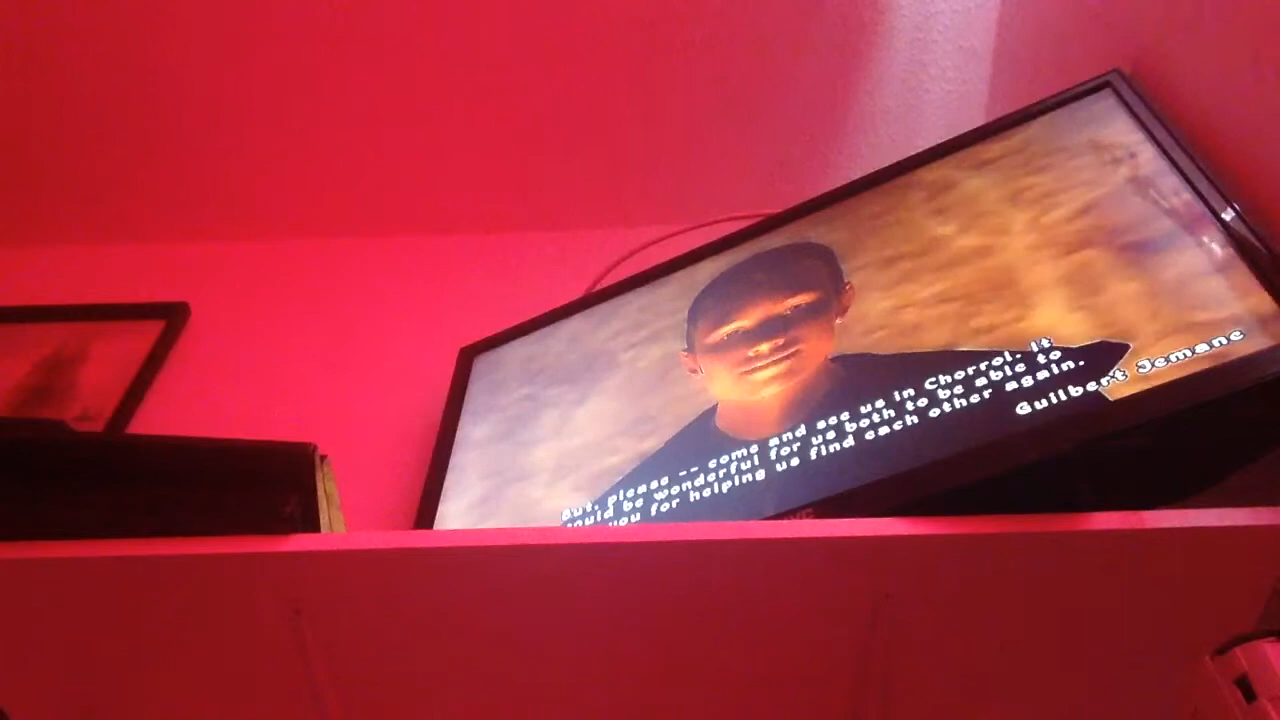 But, please -- come and see us in Chorrol. It
would be wonderful for us both to be able to
you for helping us find each other again.
Guilbert Jemane
JVC